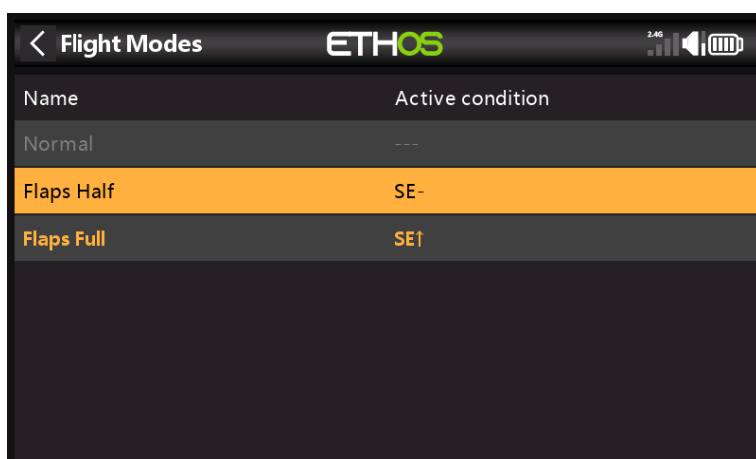 Flight Modes ETHOS 2.4G
Name Active condition
Normal ---
Flaps Half SE-
Flaps Full SE↑